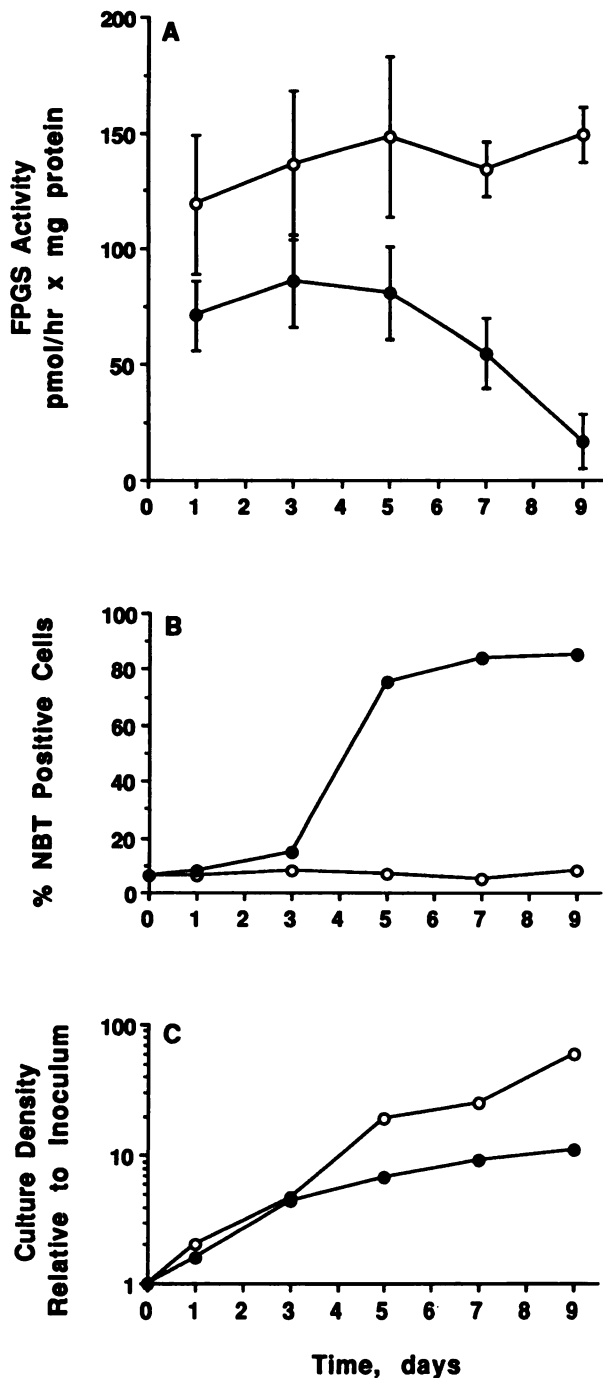 A
FPGS Activity
pmol/hr x mg protein
200
150
100
50
0
0 1 2 3 4 5 6 7 8 9
B
% NBT Positive Cells
100
80
60
40
20
0
0 1 2 3 4 5 6 7 8 9
C
Culture Density
Relative to Inoculum
100
10
1
0 1 2 3 4 5 6 7 8 9
Time, days